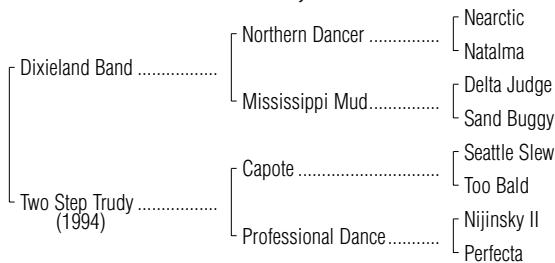 Nearctic
Northern Dancer ...............
Natalma
Dixieland Band .................
Delta Judge
Mississippi Mud...............
Sand Buggy
Seattle Slew
Capote ..............................
Too Bald
Two Step Trudy .................
(1994)
Nijinsky II
Professional Dance...........
Perfecta